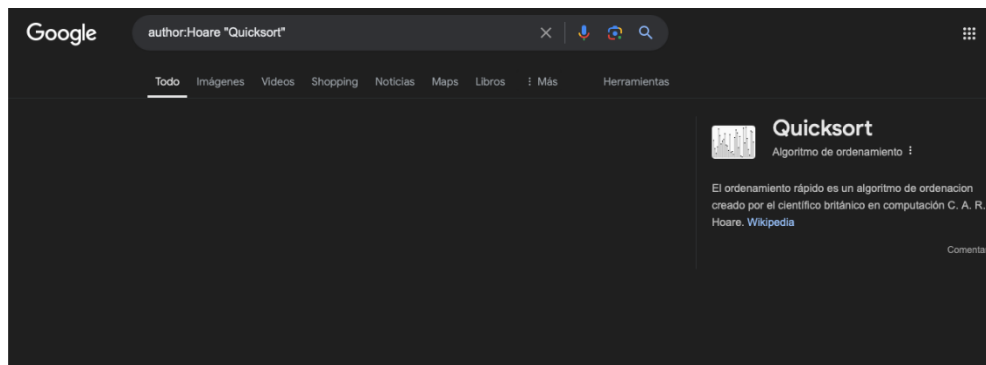 Google
author:Hoare "Quicksort"
Todo Imágenes Videos Shopping Noticias Maps Libros Más Herramientas
Quicksort
Algoritmo de ordenamiento
El ordenamiento rápido es un algoritmo de ordenacion
creado por el científico británico en computación C. A. R.
Hoare. Wikipedia
Comenta